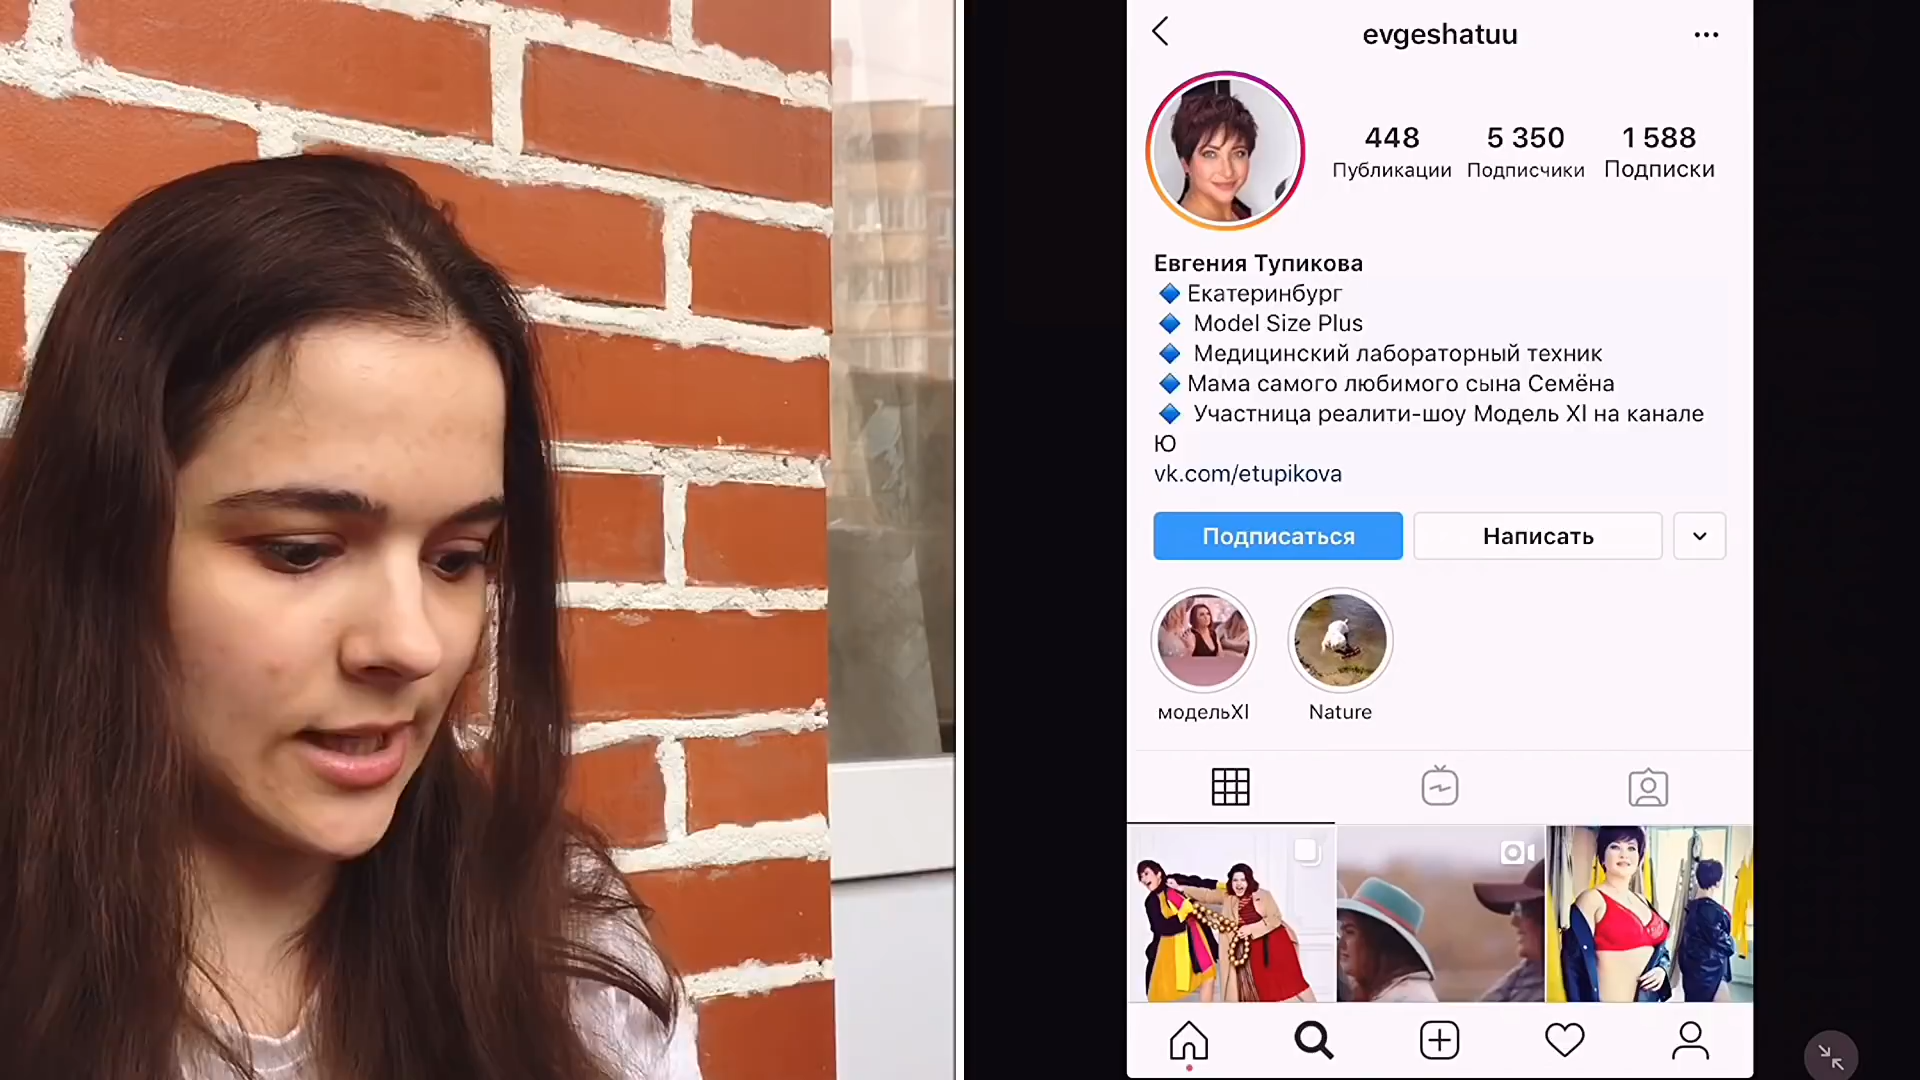 evgeshatuu
448 5 350 1 588
Публикации Подписчики Подписки
Евгения Тупикова
Екатеринбург
Model Size Plus
Медицинский лабораторный техник
Мама самого любимого сына Семёна
Участница реалити-шоу Модель XI на канале
Ю
vk.com/etupikova
Подписаться Написать
модельXI Nature